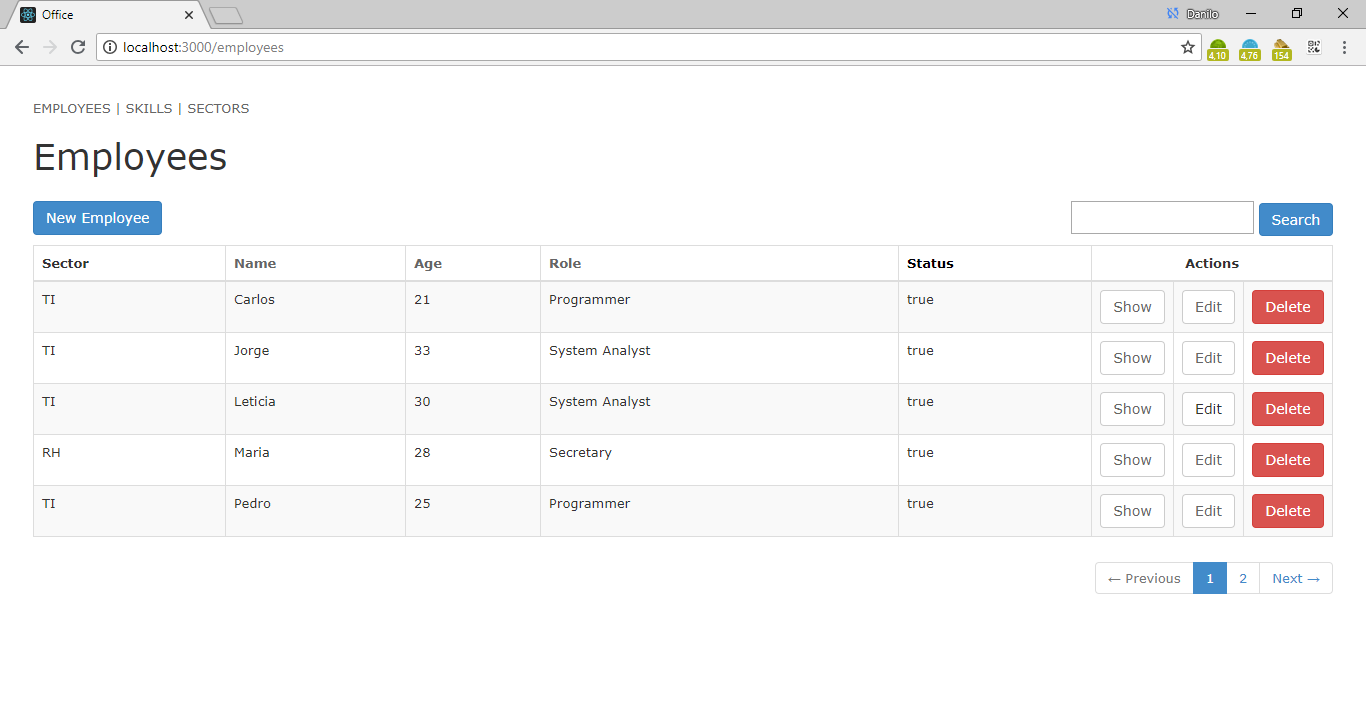 Office
Danilo
localhost:3000/employees
4,10 4,76 154
EMPLOYEES | SKILLS | SECTORS
Employees
New Employee Search
Sector Name Age Role Status Actions
TI Carlos 21 Programmer true Show Edit Delete
TI Jorge 33 System Analyst true Show Edit Delete
TI Leticia 30 System Analyst true Show Edit Delete
RH Maria 28 Secretary true Show Edit Delete
TI Pedro 25 Programmer true Show Edit Delete
← Previous 1 2 Next →